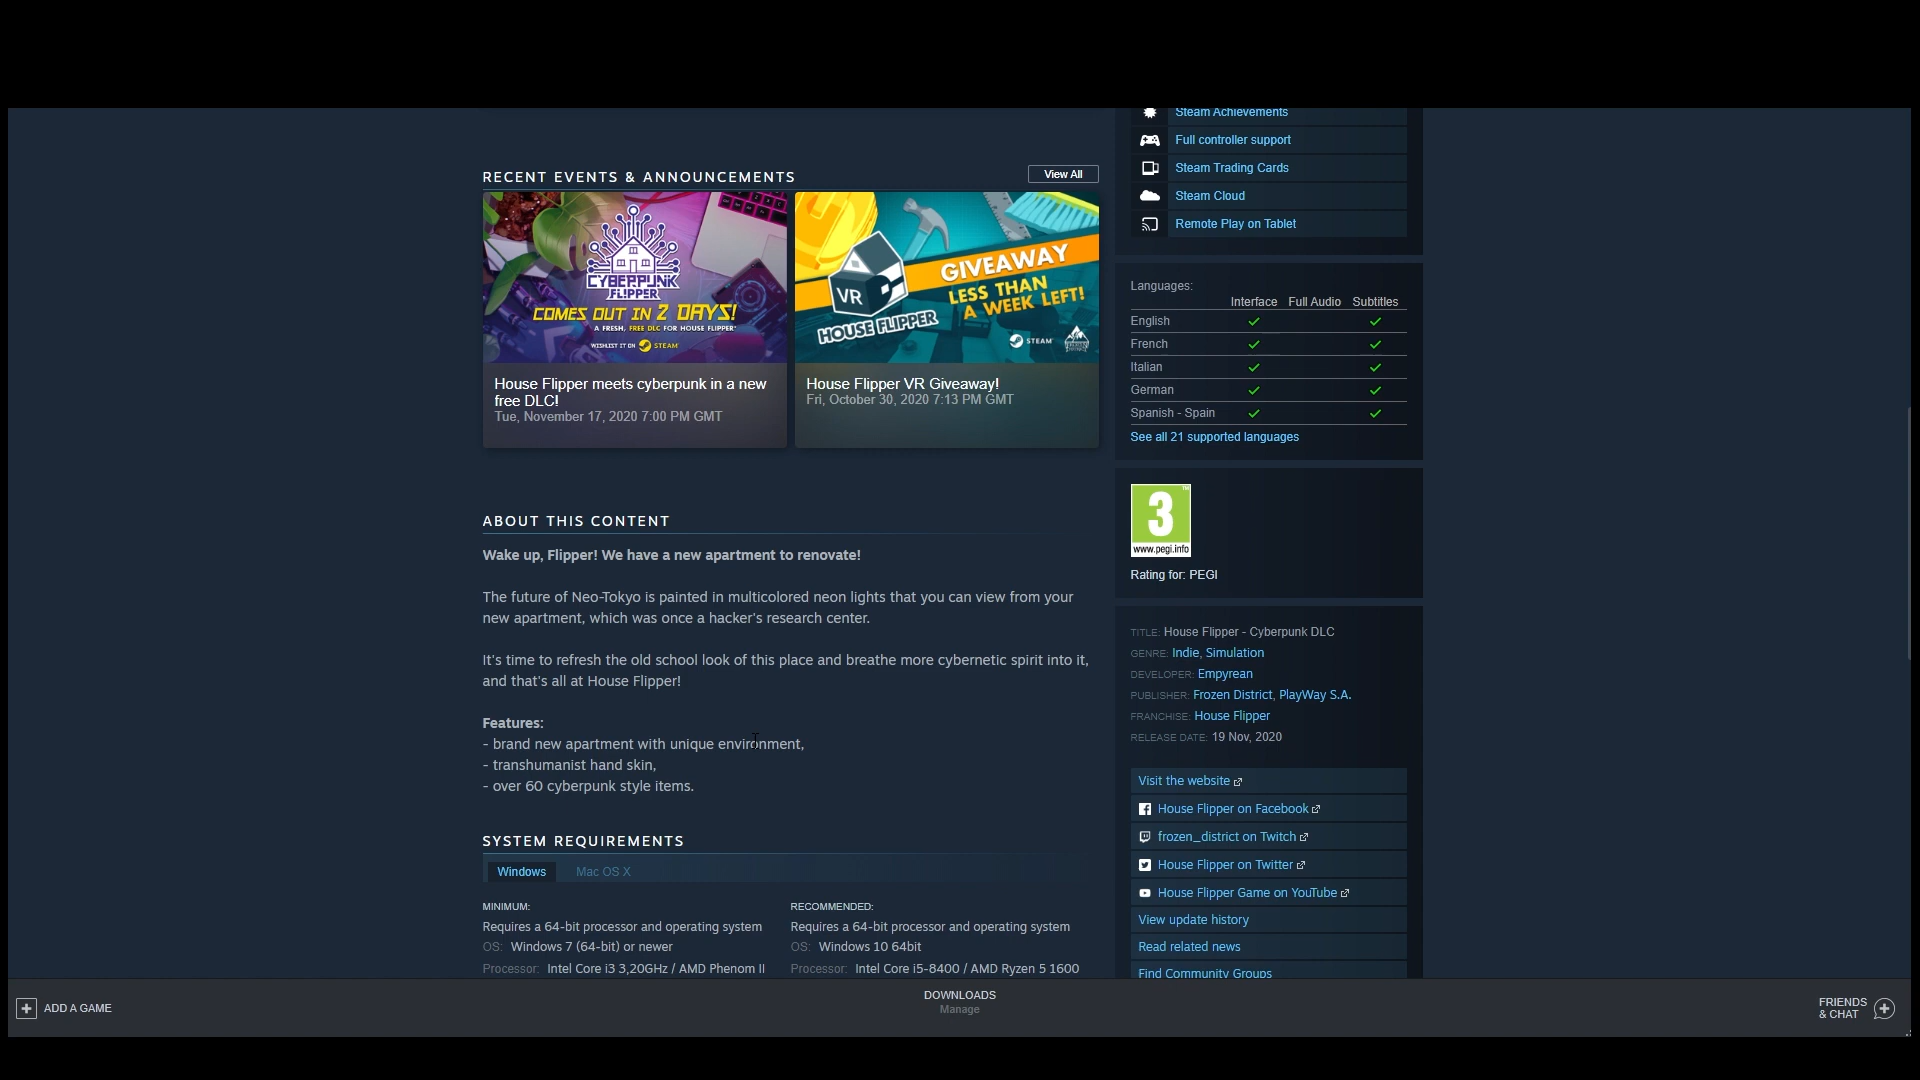 RECENT EVENTS & ANNOUNCEMENTS
View All
CYBERPUNK
FLIPPER
COMES OUT IN 2 DAYS!
A FRESH, FREE DLC FOR HOUSE FLIPPER
WISHLIST IT ON STEAM
House Flipper meets cyberpunk in a new
free DLC!
Tue, November 17, 2020 7:00 PM GMT
GIVEAWAY
LESS THAN
A WEEK LEFT!
VR
HOUSE FLIPPER
STEAM
House Flipper VR Giveaway!
Fri, October 30, 2020 7:13 PM GMT
ABOUT THIS CONTENT
Wake up, Flipper! We have a new apartment to renovate!
The future of Neo-Tokyo is painted in multicolored neon lights that you can view from your
new apartment, which was once a hacker's research center.
It's time to refresh the old school look of this place and breathe more cybernetic spirit into it,
and that's all at House Flipper!
Features:
- brand new apartment with unique environment,
- transhumanist hand skin,
- over 60 cyberpunk style items.
SYSTEM REQUIREMENTS
Windows Mac OS X
MINIMUM:
Requires a 64-bit processor and operating system
OS: Windows 7 (64-bit) or newer
Processor: Intel Core i3 3,20GHz / AMD Phenom II
RECOMMENDED:
Requires a 64-bit processor and operating system
OS: Windows 10 64bit
Processor: Intel Core i5-8400 / AMD Ryzen 5 1600
Steam Achievements
Full controller support
Steam Trading Cards
Steam Cloud
Remote Play on Tablet
Languages:
Interface Full Audio Subtitles
English
French
Italian
German
Spanish - Spain
See all 21 supported languages
3
www.pegi.info
Rating for: PEGI
TITLE: House Flipper - Cyberpunk DLC
GENRE: Indie, Simulation
DEVELOPER: Empyrean
PUBLISHER: Frozen District, PlayWay S.A.
FRANCHISE: House Flipper
RELEASE DATE: 19 Nov, 2020
Visit the website
House Flipper on Facebook
frozen_district on Twitch
House Flipper on Twitter
House Flipper Game on YouTube
View update history
Read related news
Find Community Groups
ADD A GAME
DOWNLOADS
Manage
FRIENDS
& CHAT